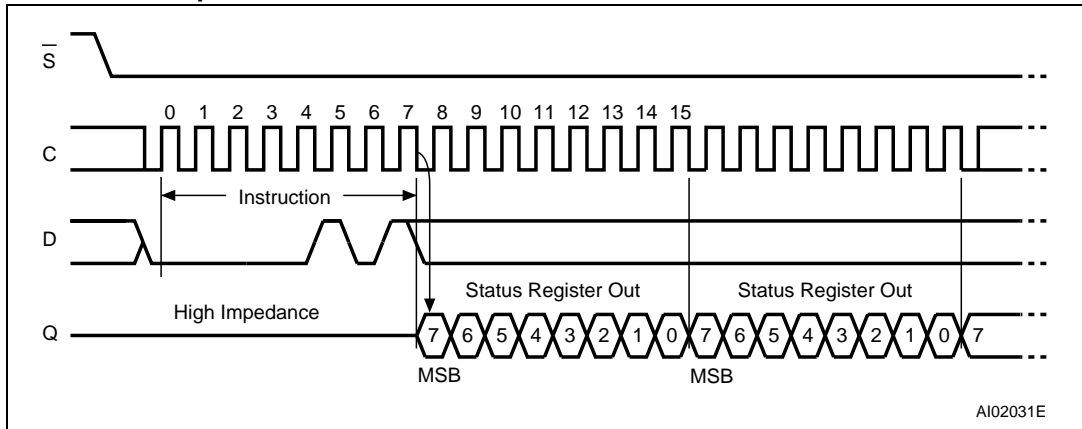 S
0 1 2 3 4 5 6 7 8 9 10 11 12 13 14 15
C
Instruction
D
High Impedance
Status Register Out
Status Register Out
Q
7 6 5 4 3 2 1 0 7 6 5 4 3 2 1 0 7
MSB
MSB
AI02031E